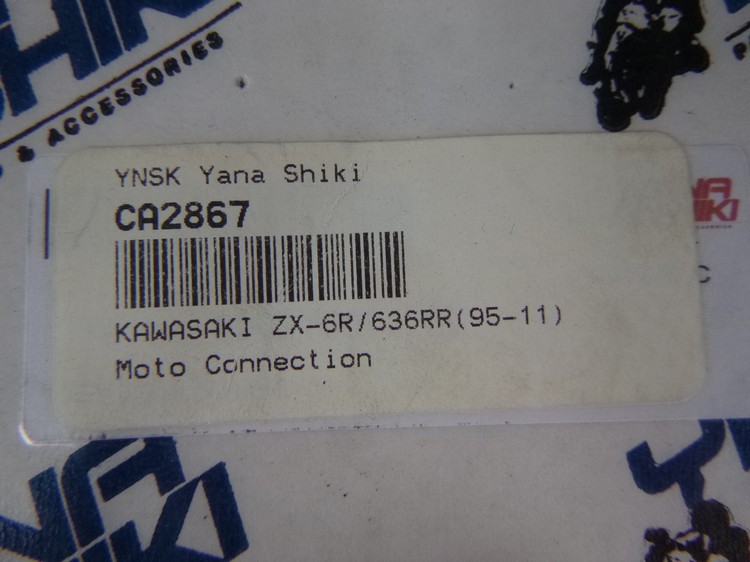 & ACCESSORIES
YNSK Yana Shiki
CA2867
KAWASAKI ZX-6R/636RR(95-11)
Moto Connection